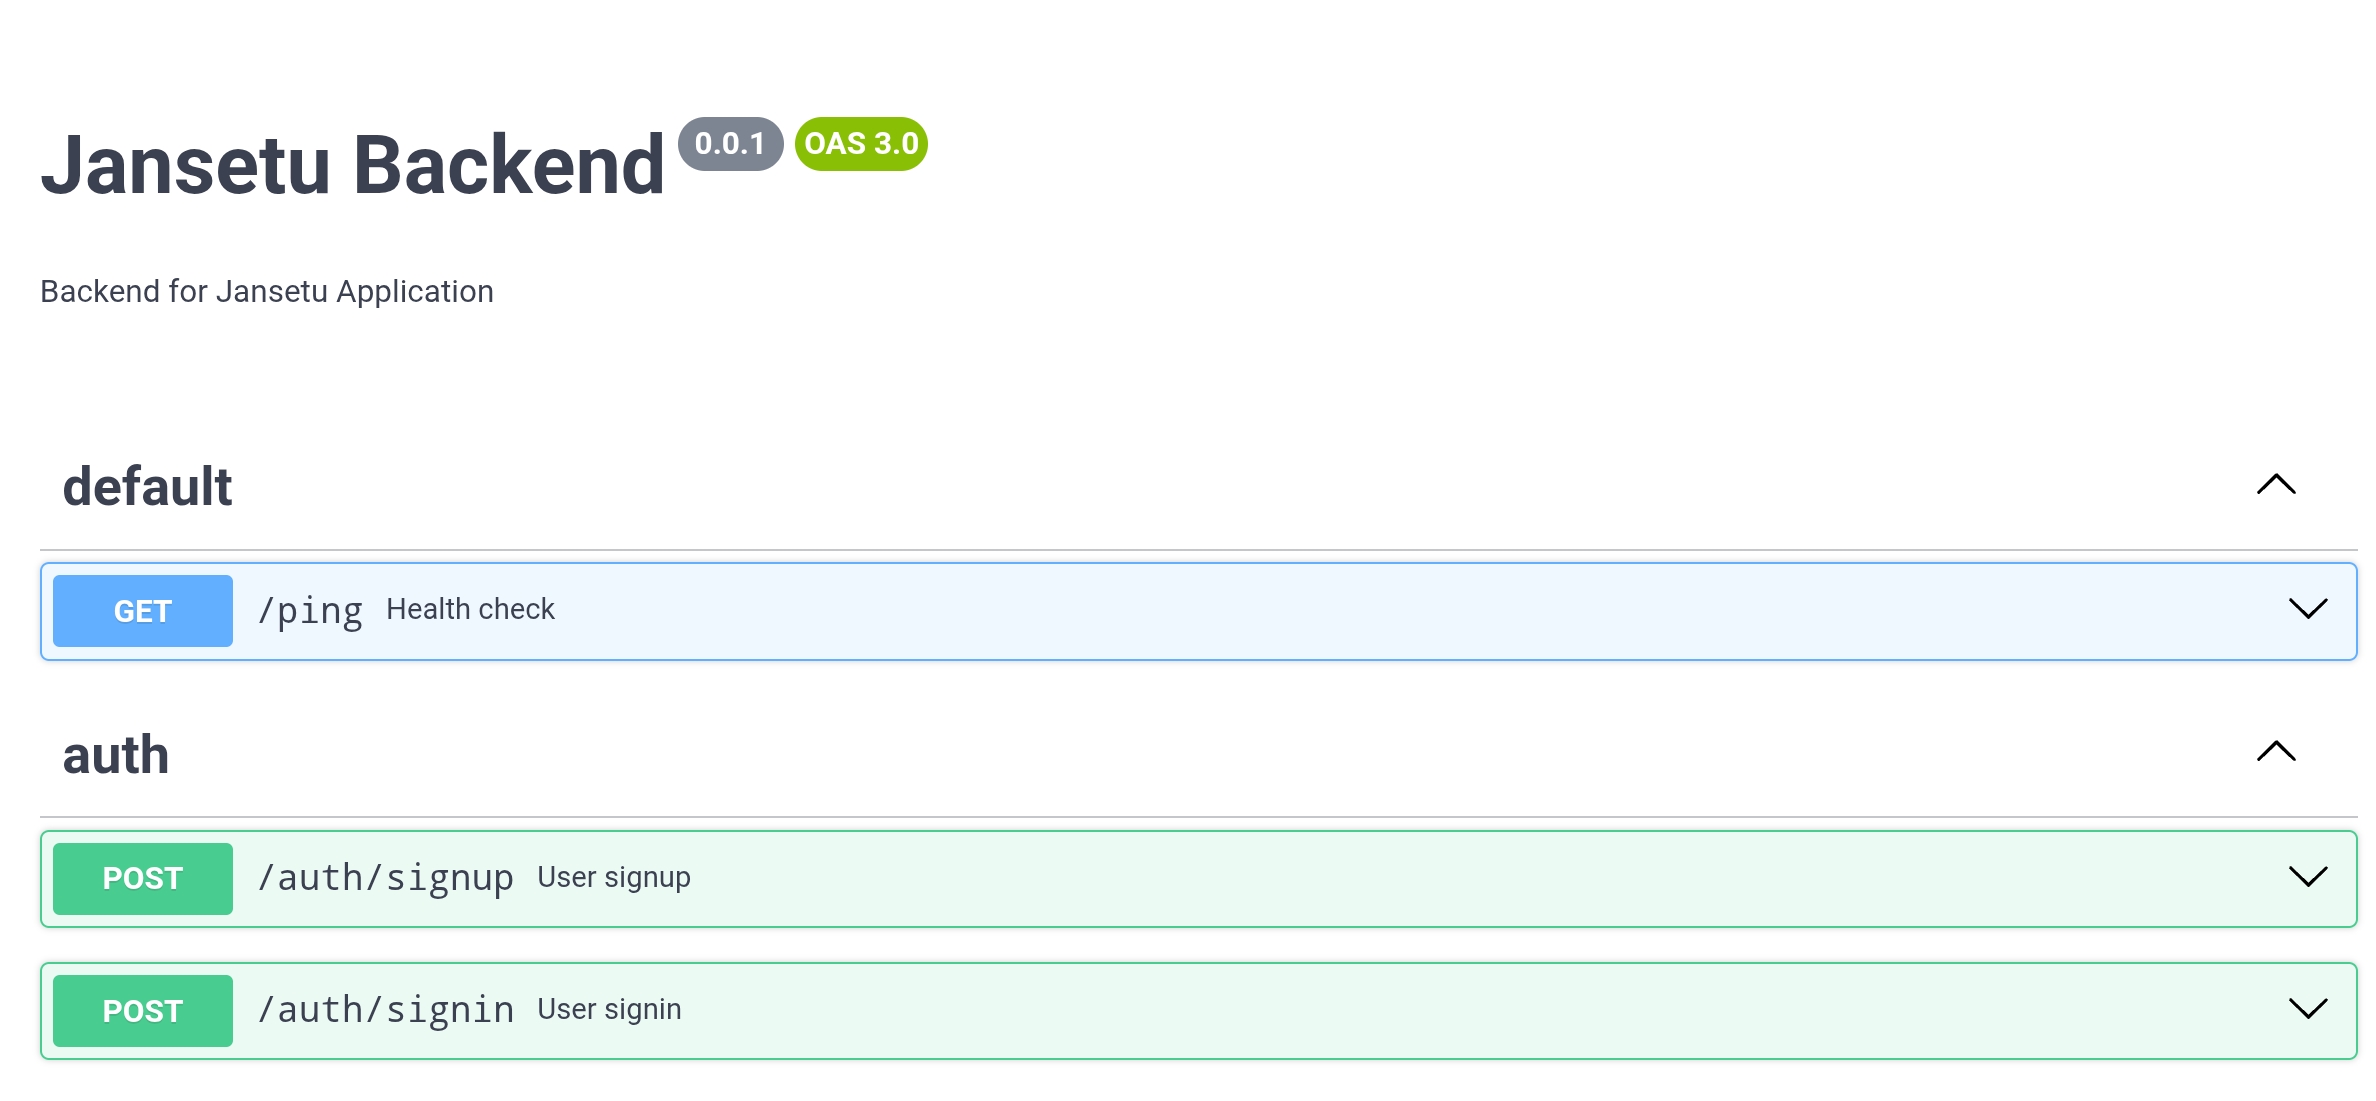 Jansetu Backend 0.0.1 OAS 3.0
Backend for Jansetu Application
default
GET /ping Health check
auth
POST /auth/signup User signup
POST /auth/signin User signin